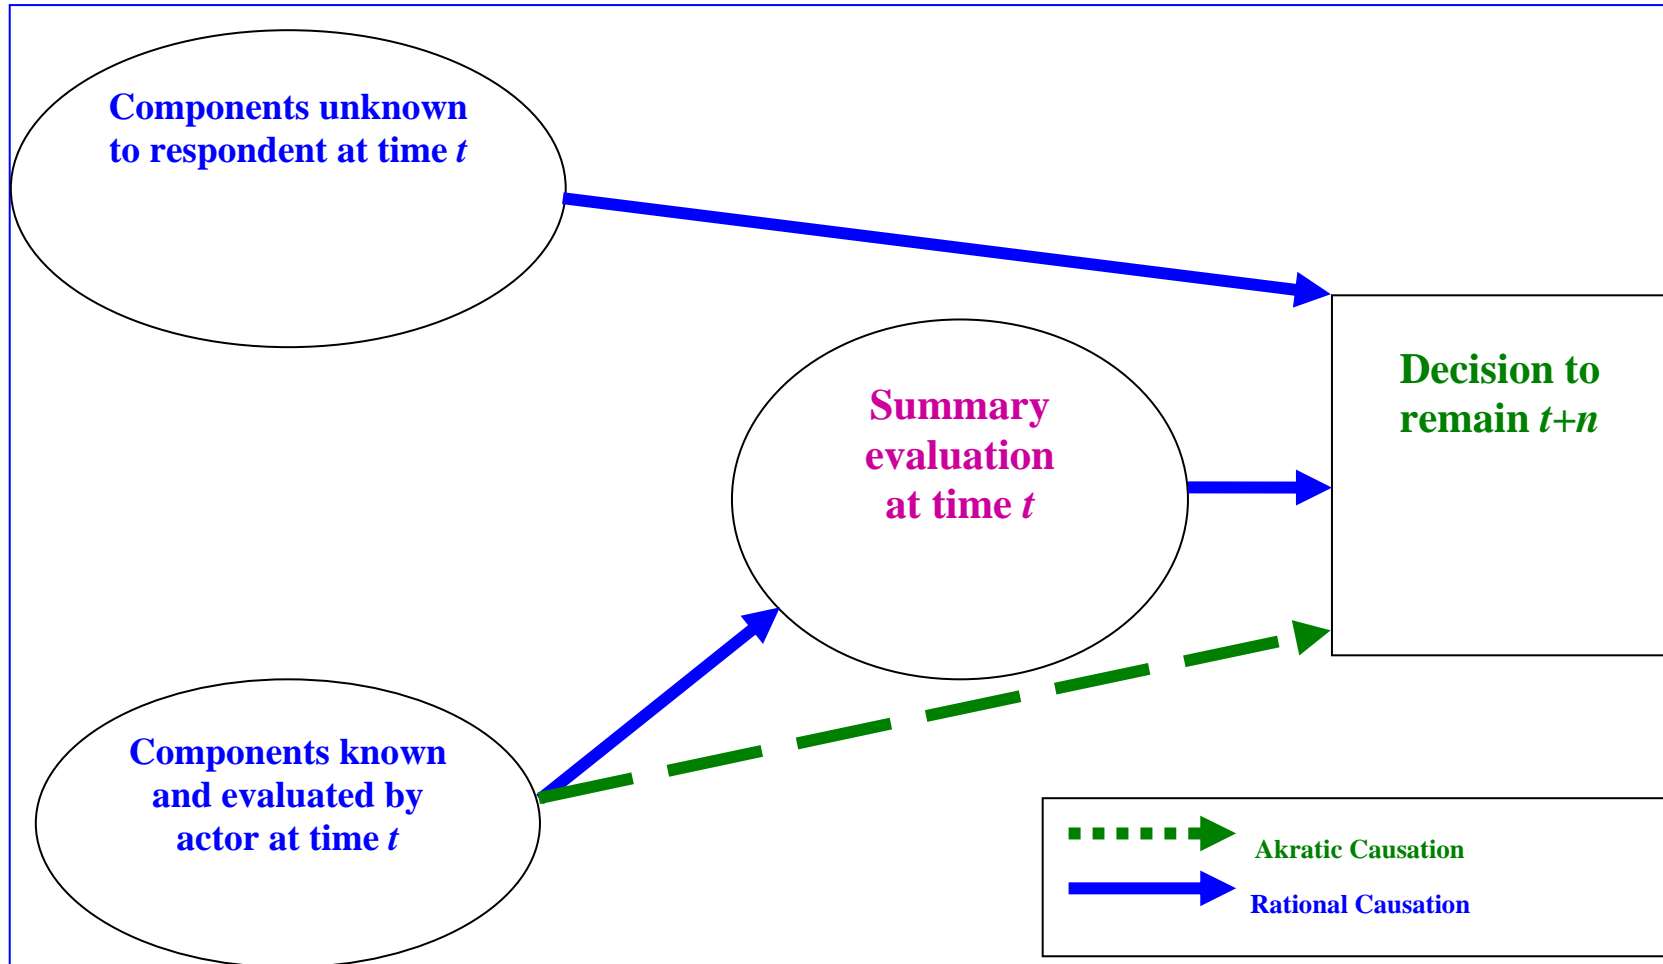 Components unknown
to respondent at time t
Summary
evaluation
at time t
Decision to
remain t+n
Components known
and evaluated by
actor at time t
Akratic Causation
Rational Causation